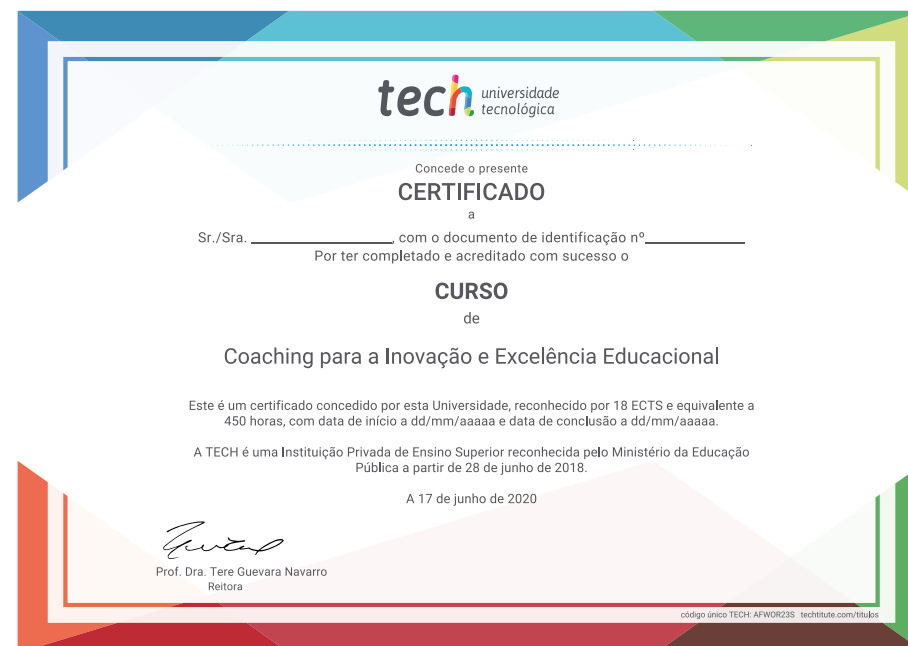 tech universidade
tecnológica
Concede o presente
CERTIFICADO
a
Sr./Sra. ____________________, com o documento de identificação nº______________
Por ter completado e acreditado com sucesso o
CURSO
de
Coaching para a Inovação e Excelência Educacional
Este é um certificado concedido por esta Universidade, reconhecido por 18 ECTS e equivalente a
450 horas, com data de início a dd/mm/aaaaa e data de conclusão a dd/mm/aaaaa.
A TECH é uma Instituição Privada de Ensino Superior reconhecida pelo Ministério da Educação
Pública a partir de 28 de junho de 2018.
A 17 de junho de 2020
Prof. Dra. Tere Guevara Navarro
Reitora
código único TECH: AFWOR23S techtitute.com/titulos